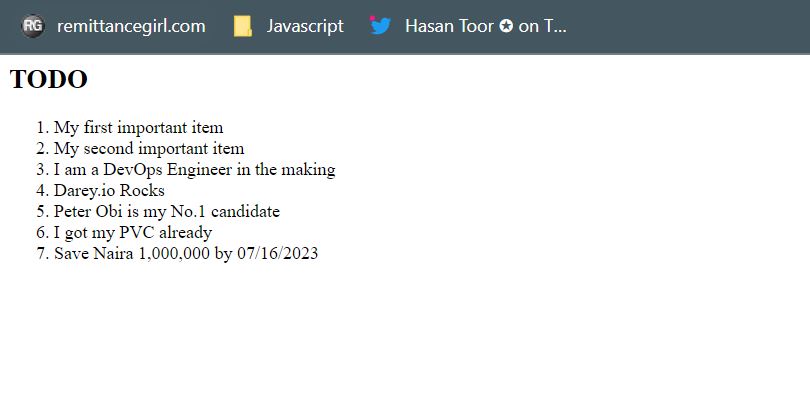 RG remittancegirl.com Javascript Hasan Toor ✪ on T...
TODO
1. My first important item
2. My second important item
3. I am a DevOps Engineer in the making
4. Darey.io Rocks
5. Peter Obi is my No.1 candidate
6. I got my PVC already
7. Save Naira 1,000,000 by 07/16/2023